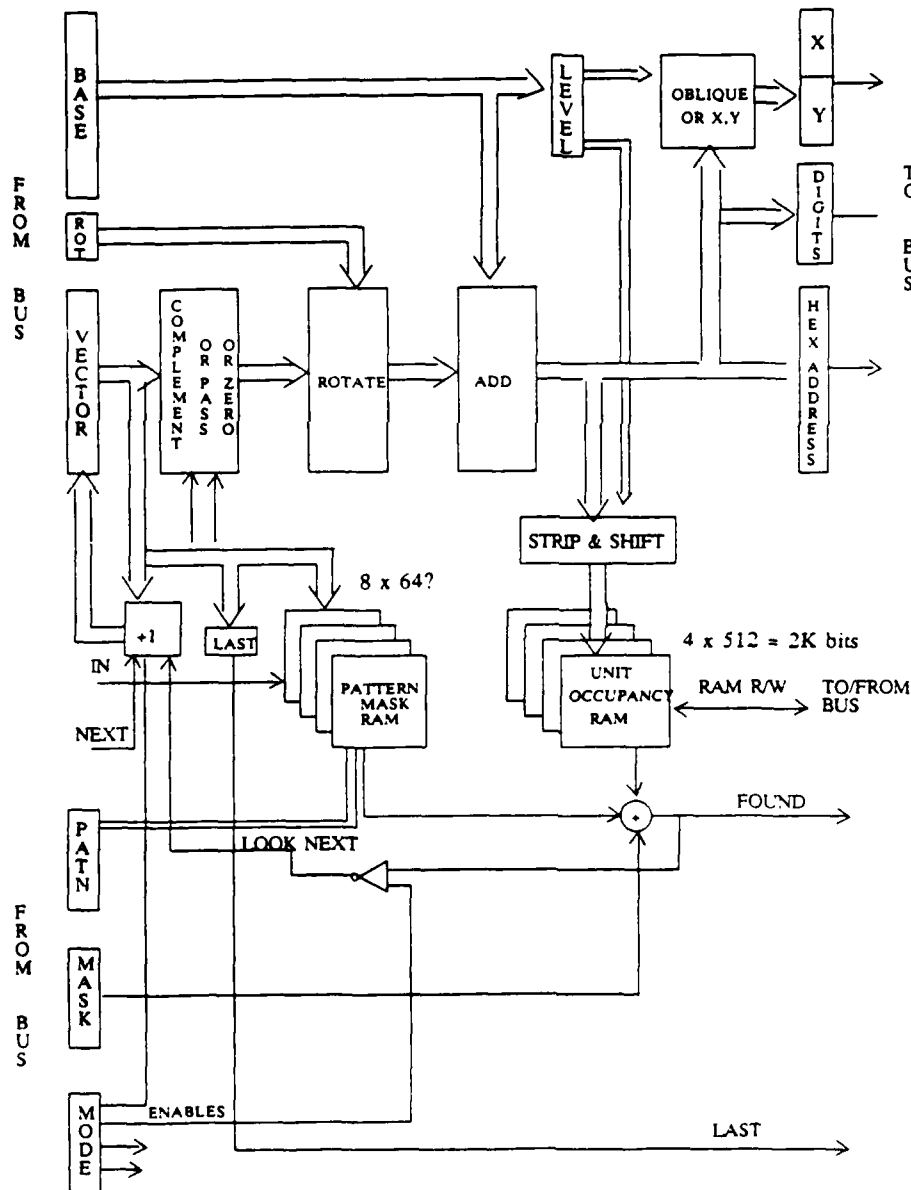 BASE
LEVEL
OBLIQUE
OR X,Y
X
Y
FROM BUS
ROT
DIGITS
TO BUS
VECTOR
COMPLEMENT
OR PASS
OR ZERO
ROTATE
ADD
HEX ADDRESS
STRIP & SHIFT
8 x 64?
+1
LAST
IN
PATTERN
MASK
RAM
UNIT
OCCUPANCY
RAM
4 x 512 = 2K bits
RAM R/W
TO/FROM
BUS
NEXT
PATN
LOOK NEXT
+
FOUND
FROM BUS
MASK
MODE
ENABLES
LAST